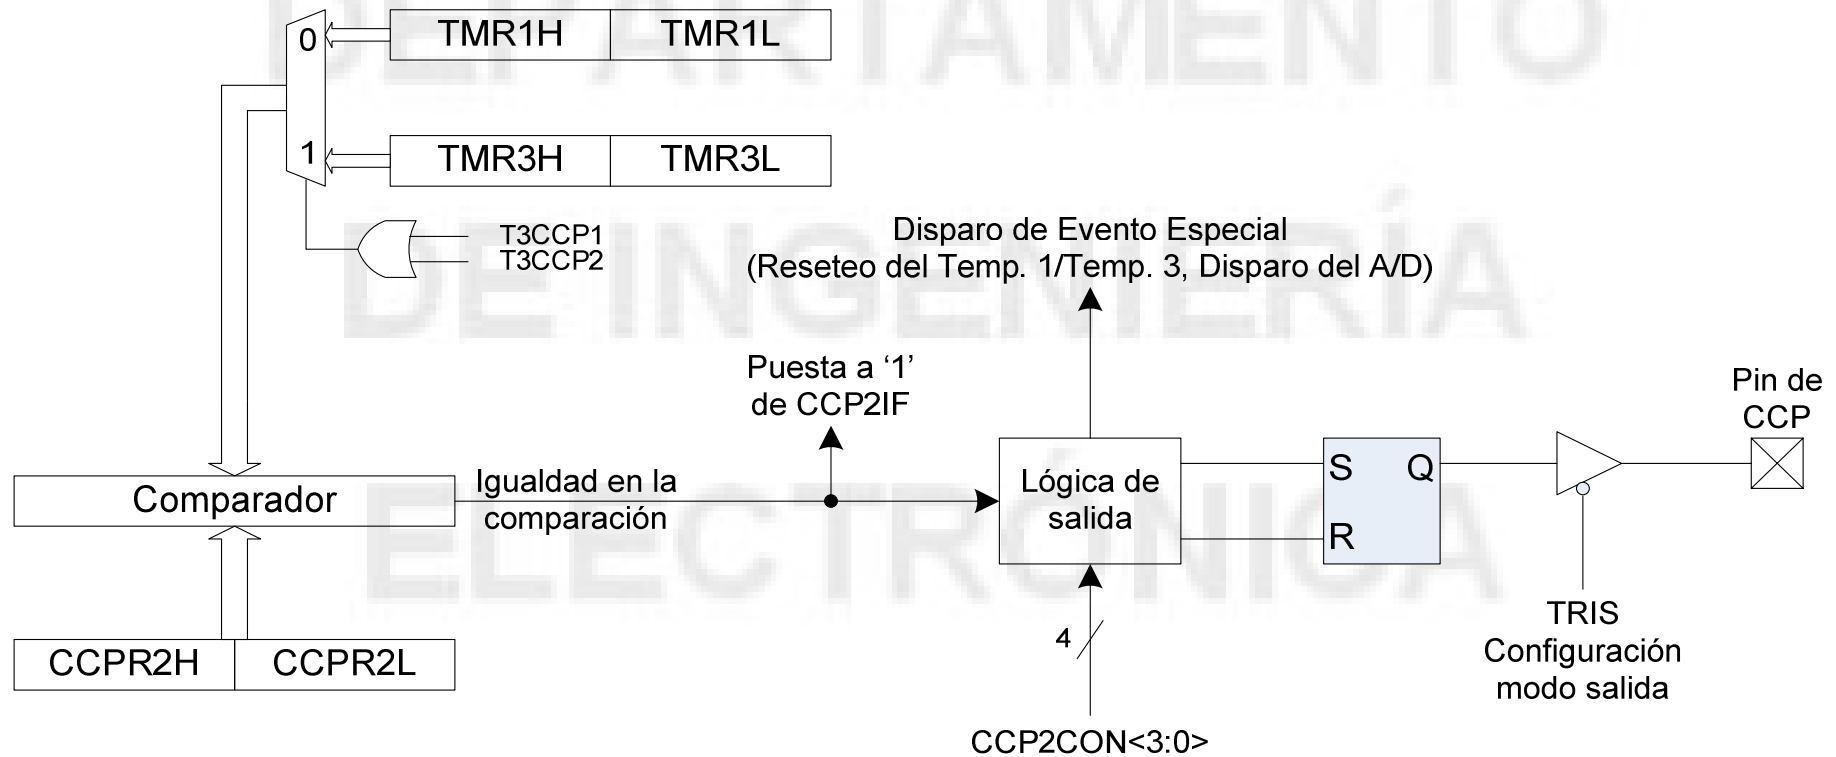 DEPARTAMENTO
DE INGENIERÍA
ELECTRÓNICA
0
TMR1H
TMR1L
1
TMR3H
TMR3L
T3CCP1
T3CCP2
Disparo de Evento Especial
(Reseteo del Temp. 1/Temp. 3, Disparo del A/D)
Puesta a ‘1’
de CCP2IF
Pin de
CCP
Comparador
Igualdad en la
comparación
Lógica de
salida
S
Q
R
CCPR2H
CCPR2L
4
TRIS
Configuración
modo salida
CCP2CON<3:0>